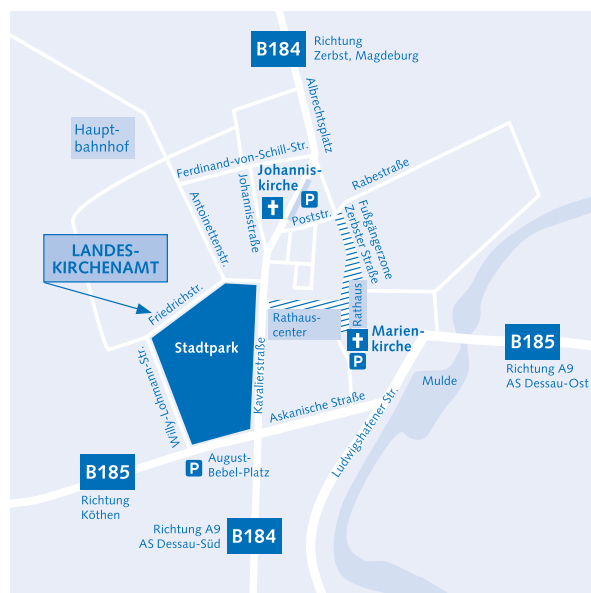 B184
Richtung
Zerbst, Magdeburg
Albrechtsplatz
Haupt-
bahnhof
Ferdinand-von-Schill-Str.
Johannis-
kirche
P
Rabestraße
Johannisstraße
Antoinettenstr.
Poststr.
Fußgängerzone
Zerbster Straße
LANDES-
KIRCHENAMT
Friedrichstr.
Rathaus
Rathaus-
center
Stadtpark
Marien-
kirche
P
B185
Richtung A9
AS Dessau-Ost
Kavalierstraße
Willy-Lohmann-Str.
Mulde
Askanische Straße
Ludwigshafener Str.
P
August-
Bebel-Platz
B185
Richtung
Köthen
Richtung A9
AS Dessau-Süd
B184